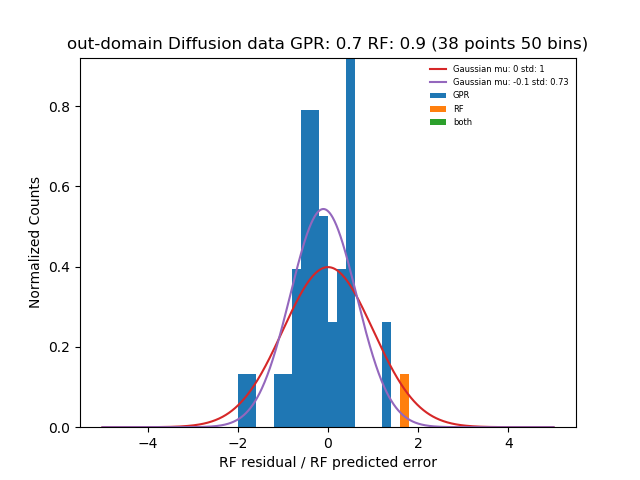 out-domain Diffusion data GPR: 0.7 RF: 0.9 (38 points 50 bins)
Gaussian mu: 0 std: 1
Gaussian mu: -0.1 std: 0.73
GPR
RF
both
Normalized Counts
0.8
0.6
0.4
0.2
0.0
−4
−2
0
2
4
RF residual / RF predicted error